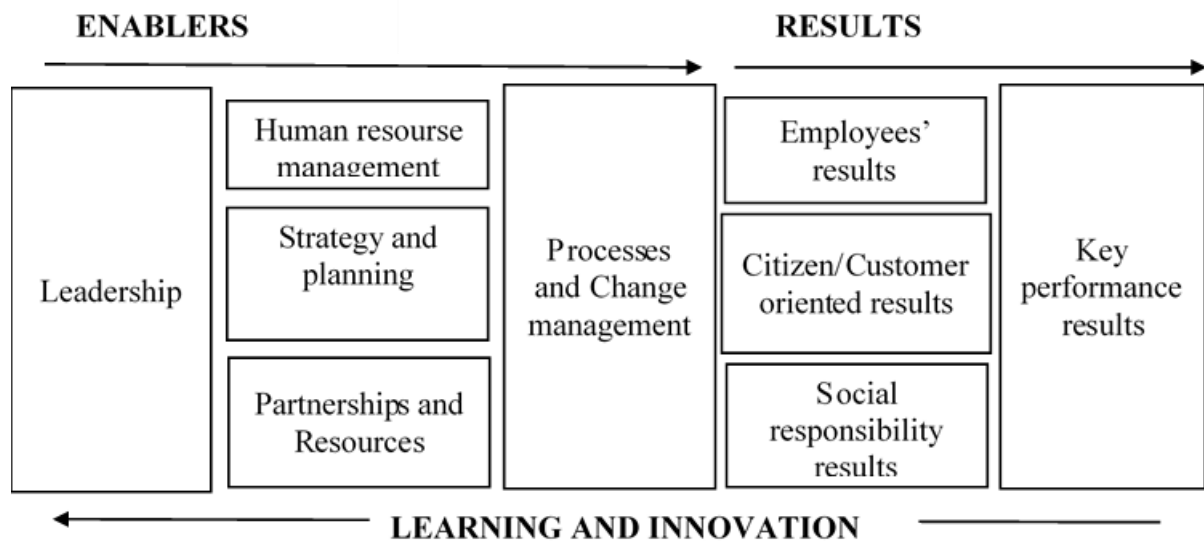 ENABLERS
RESULTS
Leadership
Human resourse
management
Strategy and
planning
Partnerships and
Resources
Processes
and Change
management
Employees’
results
Citizen/Customer
oriented results
Social
responsibility
results
Key
performance
results
LEARNING AND INNOVATION